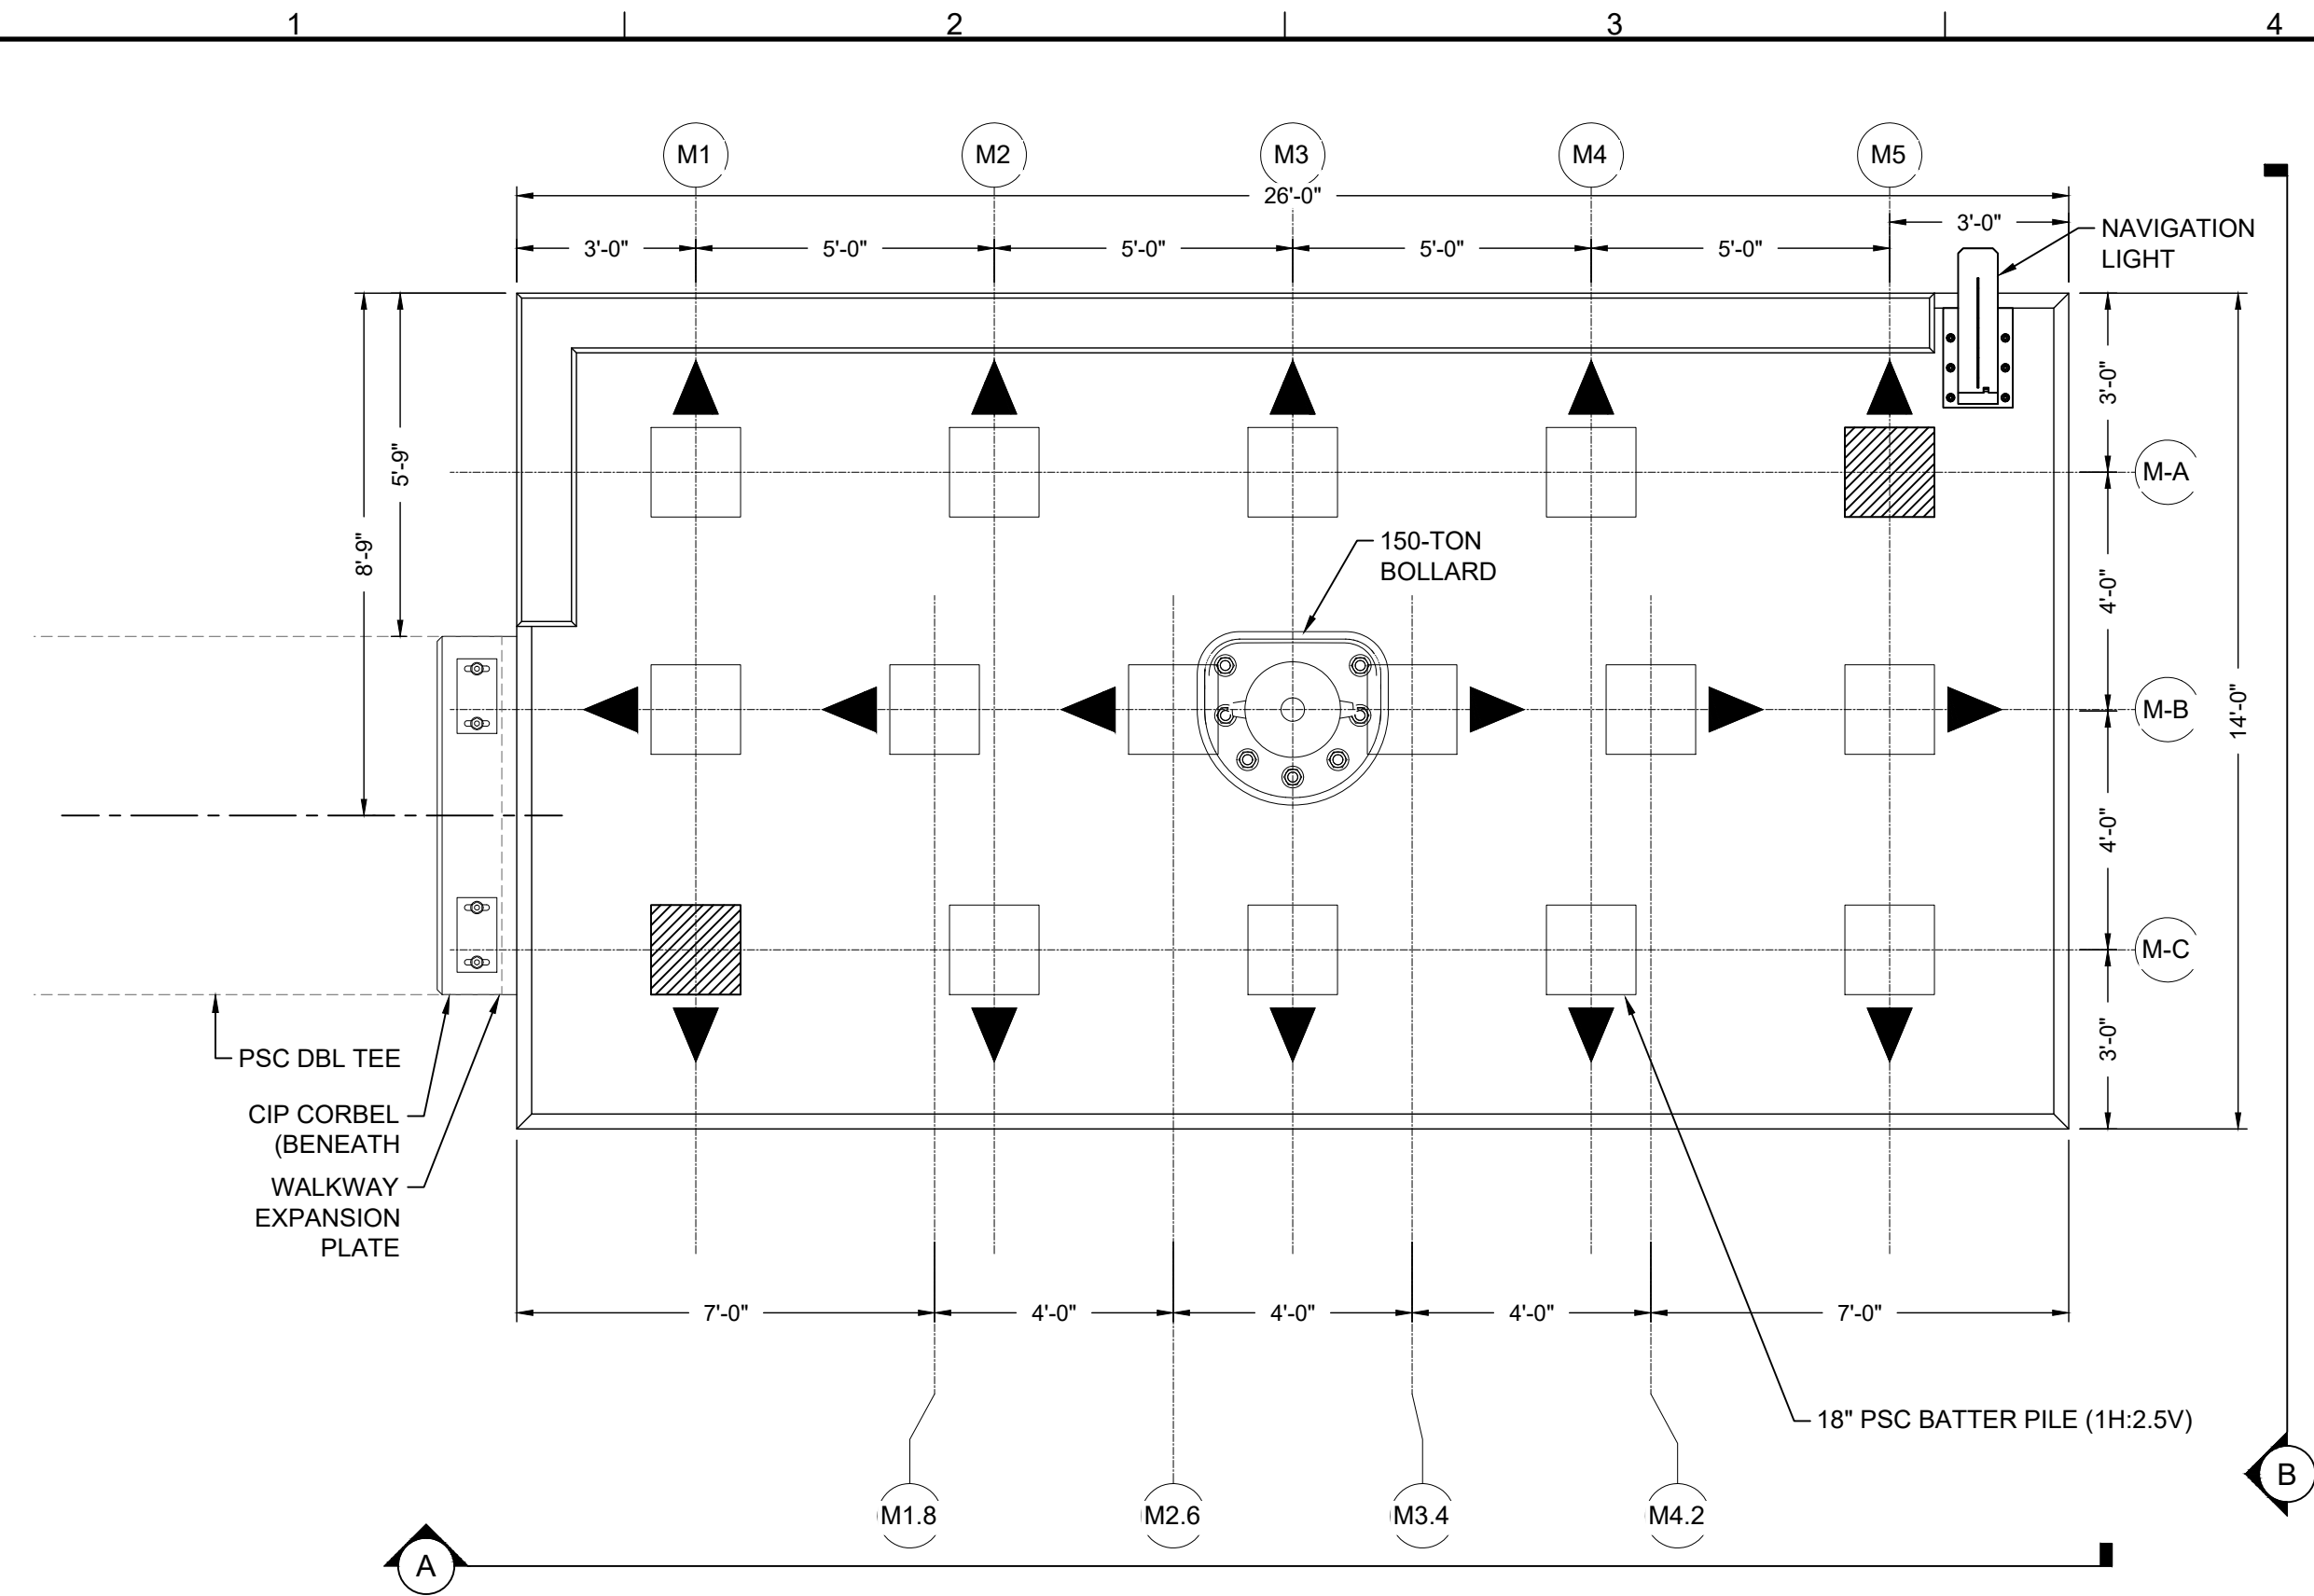 1
2
3
4
M1
M2
M3
M4
M5
26'-0"
3'-0"
5'-0"
5'-0"
5'-0"
5'-0"
3'-0"
NAVIGATION
LIGHT
8'-9"
5'-9"
3'-0"
4'-0"
4'-0"
3'-0"
14'-0"
M-A
M-B
M-C
150-TON
BOLLARD
PSC DBL TEE
CIP CORBEL
(BENEATH
WALKWAY
EXPANSION
PLATE
7'-0"
4'-0"
4'-0"
4'-0"
7'-0"
18" PSC BATTER PILE (1H:2.5V)
M1.8
M2.6
M3.4
M4.2
A
B